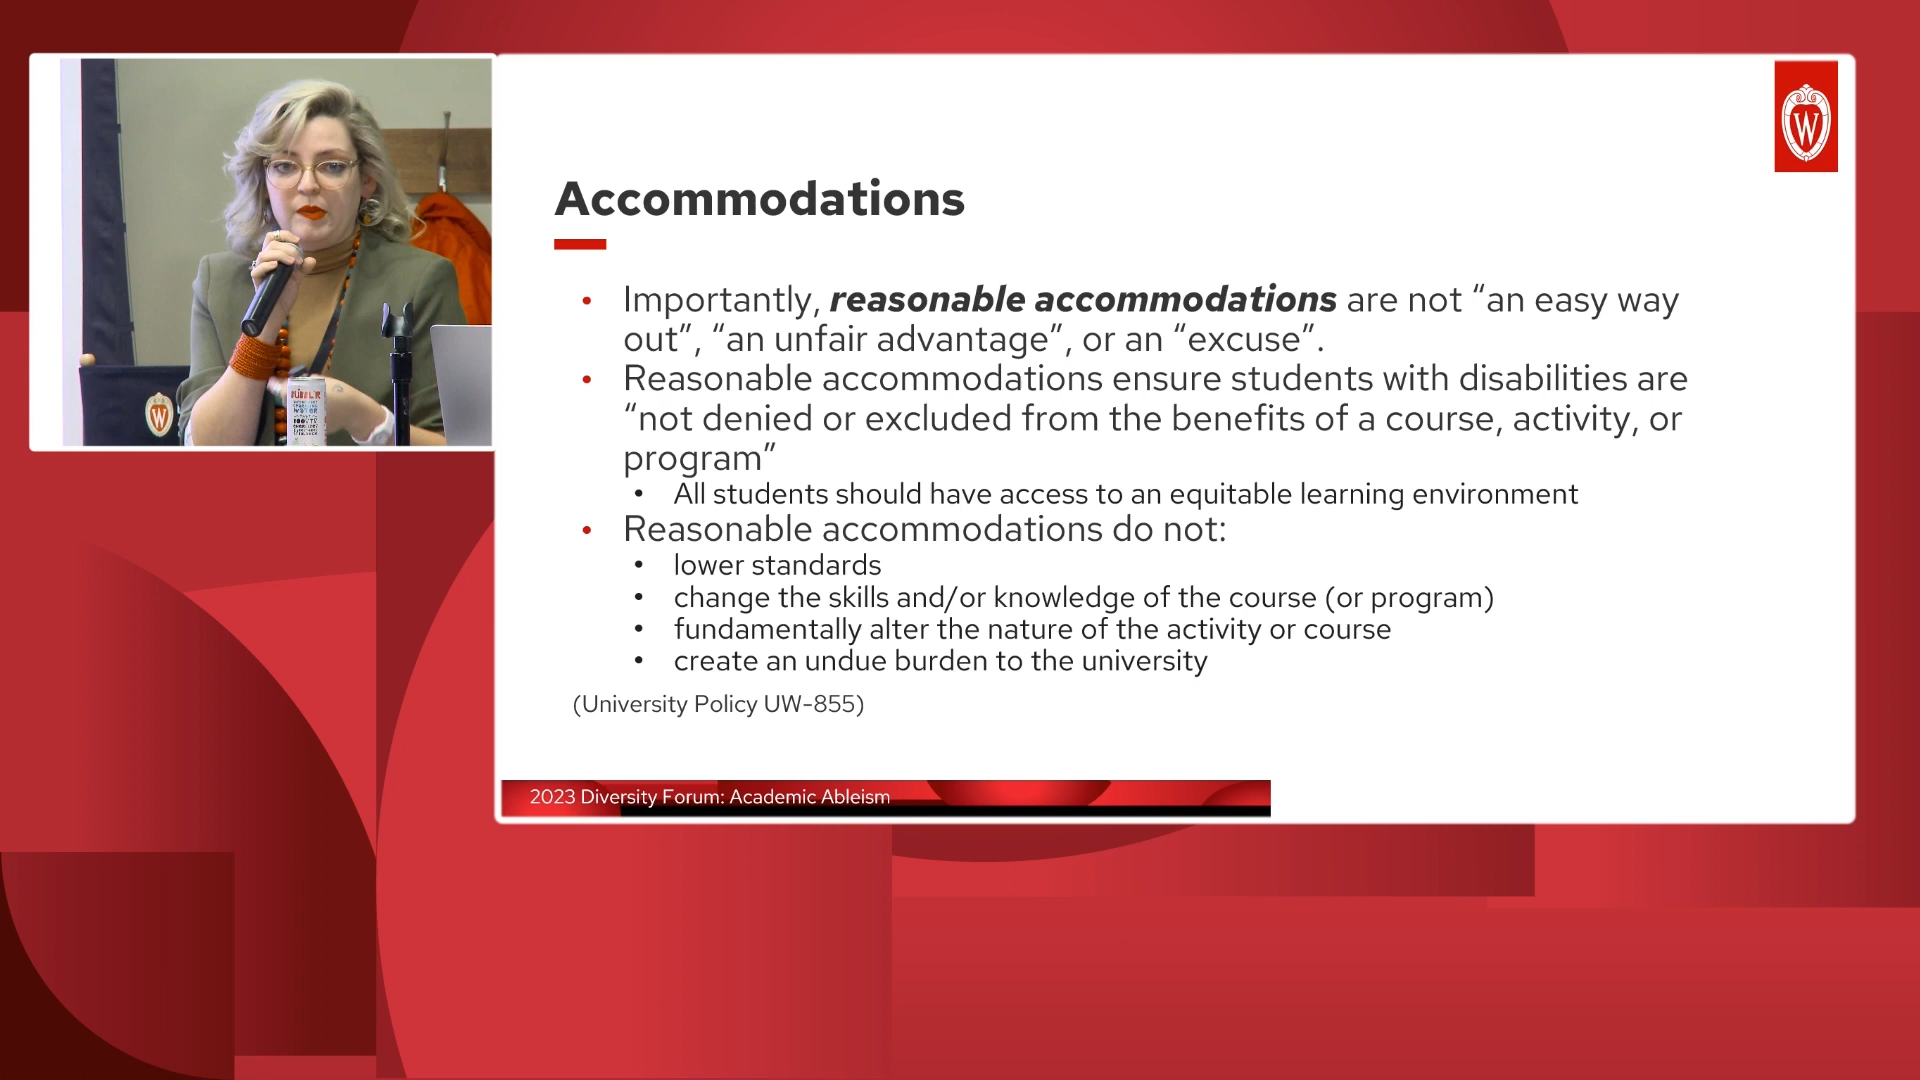 W
Accommodations
• Importantly, reasonable accommodations are not “an easy way
out”, “an unfair advantage”, or an “excuse”.
• Reasonable accommodations ensure students with disabilities are
“not denied or excluded from the benefits of a course, activity, or
program”
• All students should have access to an equitable learning environment
• Reasonable accommodations do not:
• lower standards
• change the skills and/or knowledge of the course (or program)
• fundamentally alter the nature of the activity or course
• create an undue burden to the university
(University Policy UW-855)
2023 Diversity Forum: Academic Ableism
W